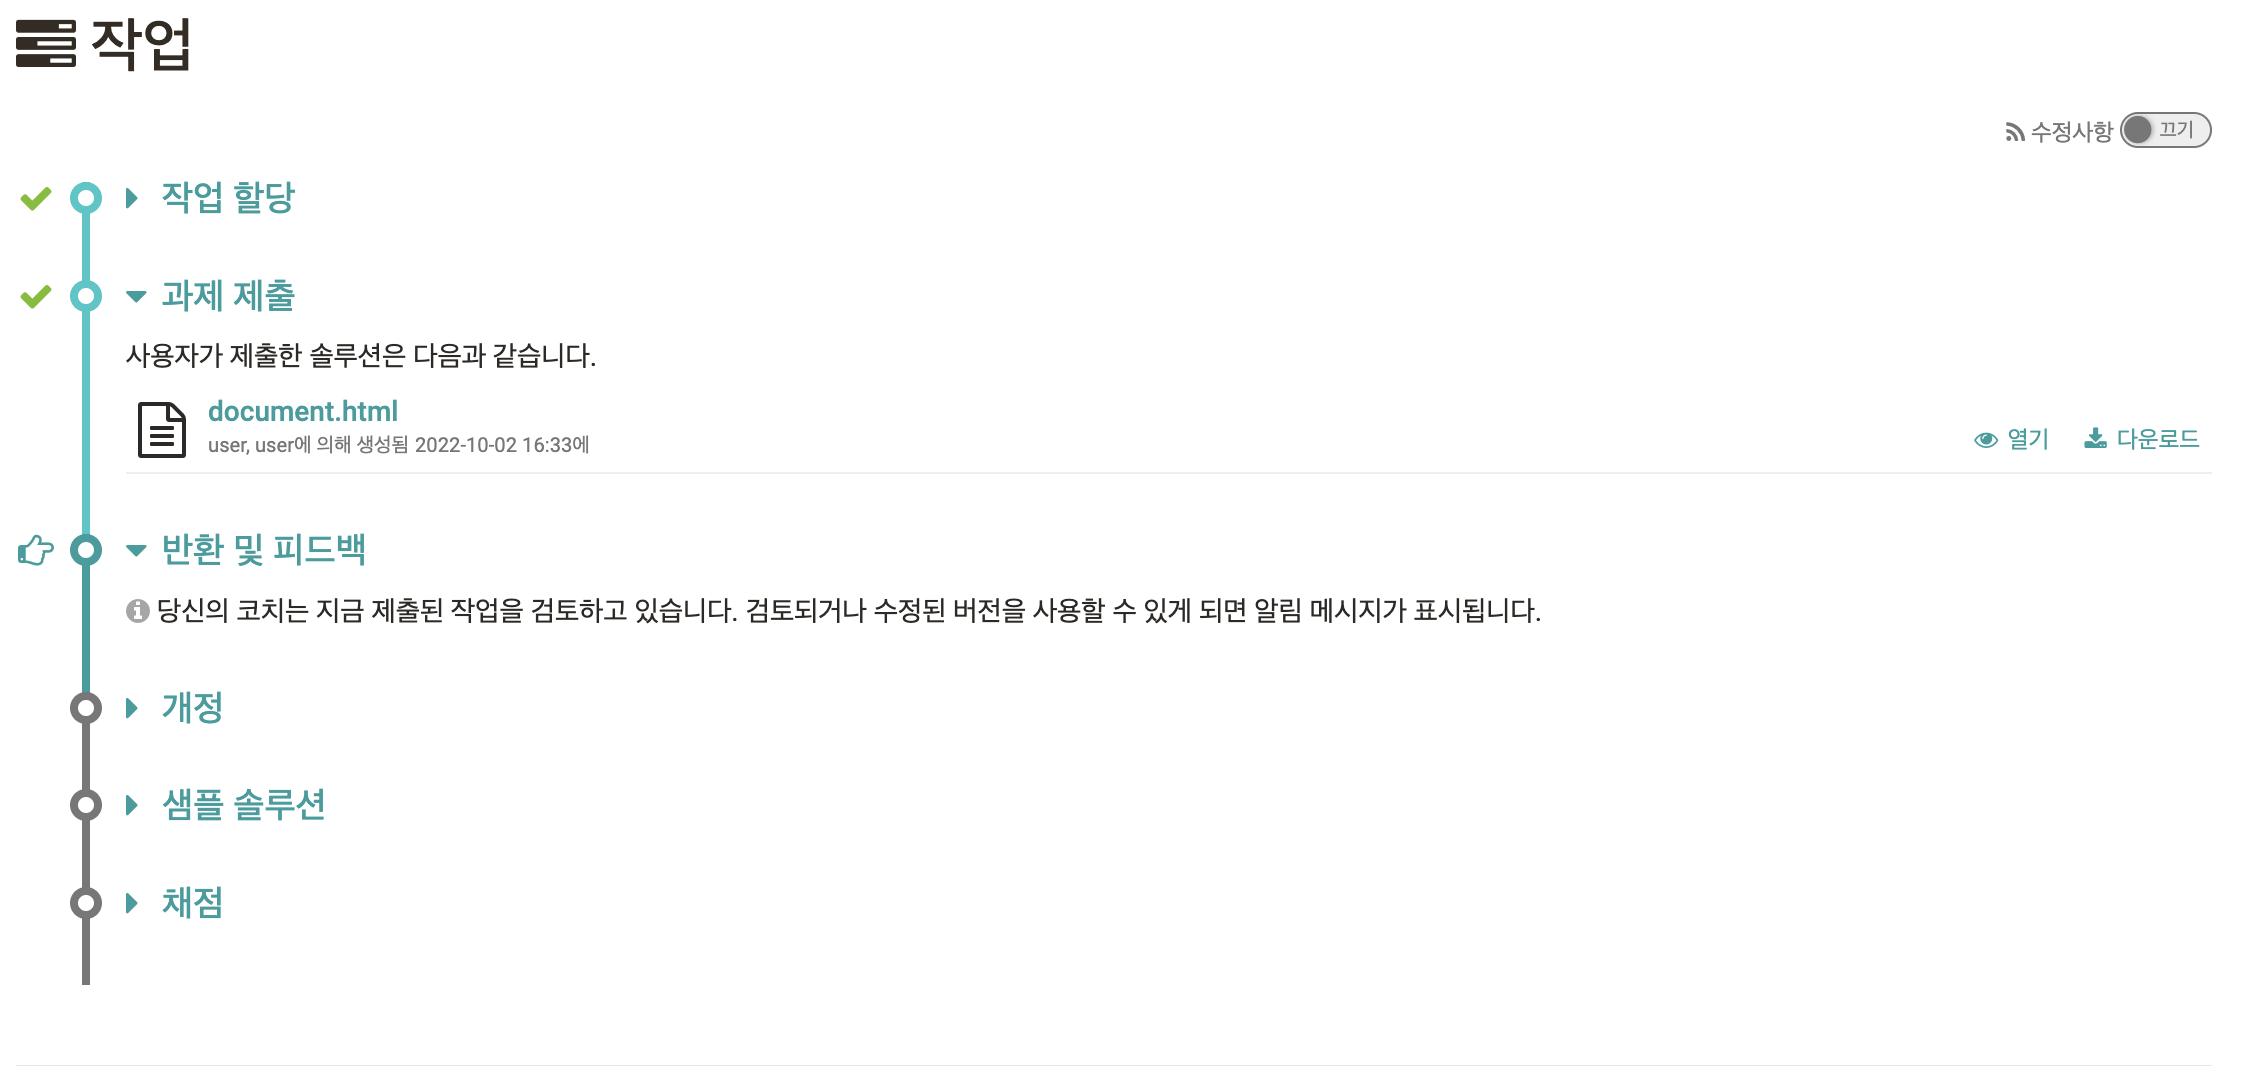 작업
수정사항 끄기
작업 할당
과제 제출
사용자가 제출한 솔루션은 다음과 같습니다.
document.html
user, user에 의해 생성됨 2022-10-02 16:33에
열기 다운로드
반환 및 피드백
당신의 코치는 지금 제출된 작업을 검토하고 있습니다. 검토되거나 수정된 버전을 사용할 수 있게 되면 알림 메시지가 표시됩니다.
개정
샘플 솔루션
채점